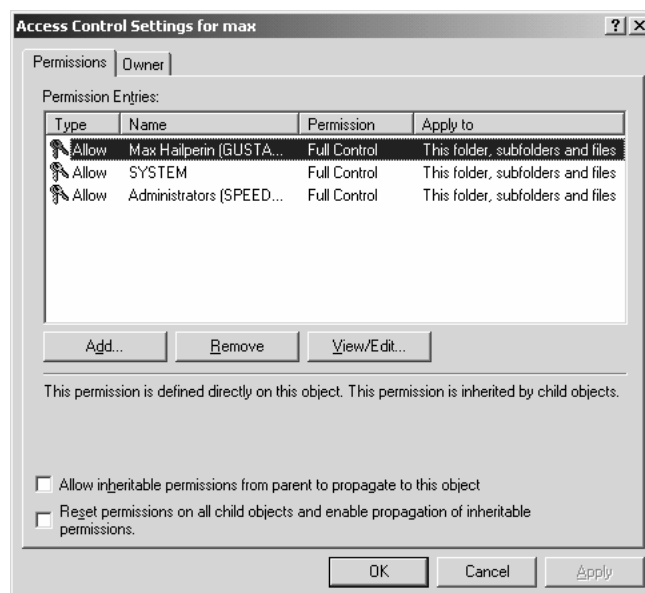 Access Control Settings for max
Permissions Owner
Permission Entries:
Type Name Permission Apply to
Allow Max Hailperin (GUSTA... Full Control This folder, subfolders and files
Allow SYSTEM Full Control This folder, subfolders and files
Allow Administrators (SPEED... Full Control This folder, subfolders and files
Add... Remove View/Edit...
This permission is defined directly on this object. This permission is inherited by child objects.
Allow inheritable permissions from parent to propagate to this object
Reset permissions on all child objects and enable propagation of inheritable
permissions.
OK Cancel Apply